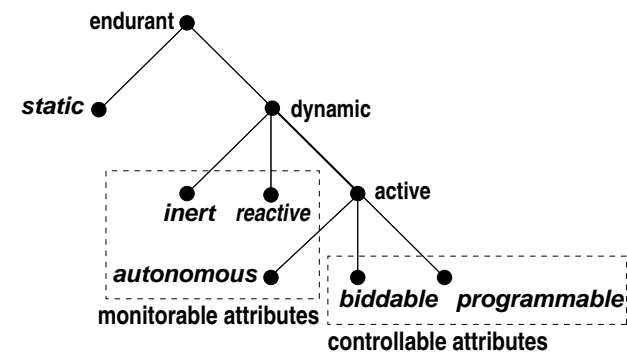 endurant
static
dynamic
inert reactive
active
autonomous
biddable programmable
monitorable attributes
controllable attributes